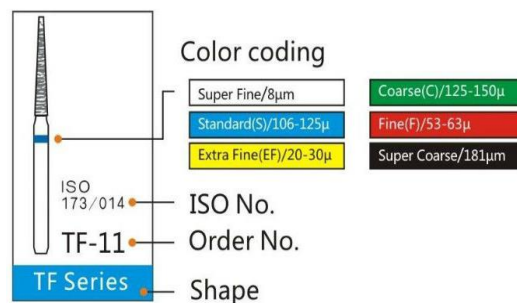 Color coding
Super Fine/8μm
Coarse(C)/125-150μ
Standard(S)/106-125μ
Fine(F)/53-63μ
Extra Fine(EF)/20-30μ
Super Coarse/181μm
ISO
173/014
ISO No.
TF-11
Order No.
TF Series
Shape